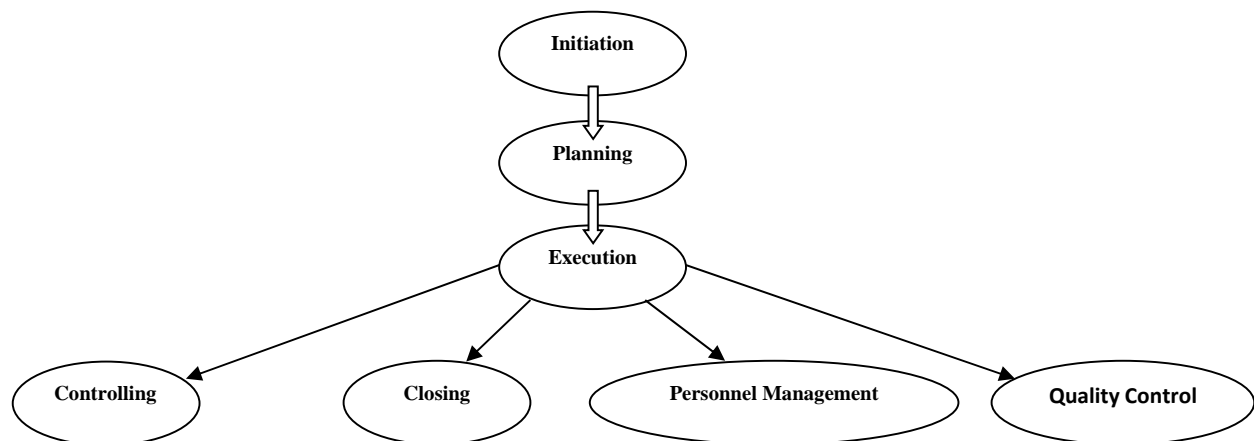 Initiation
Planning
Execution
Controlling
Closing
Personnel Management
Quality Control